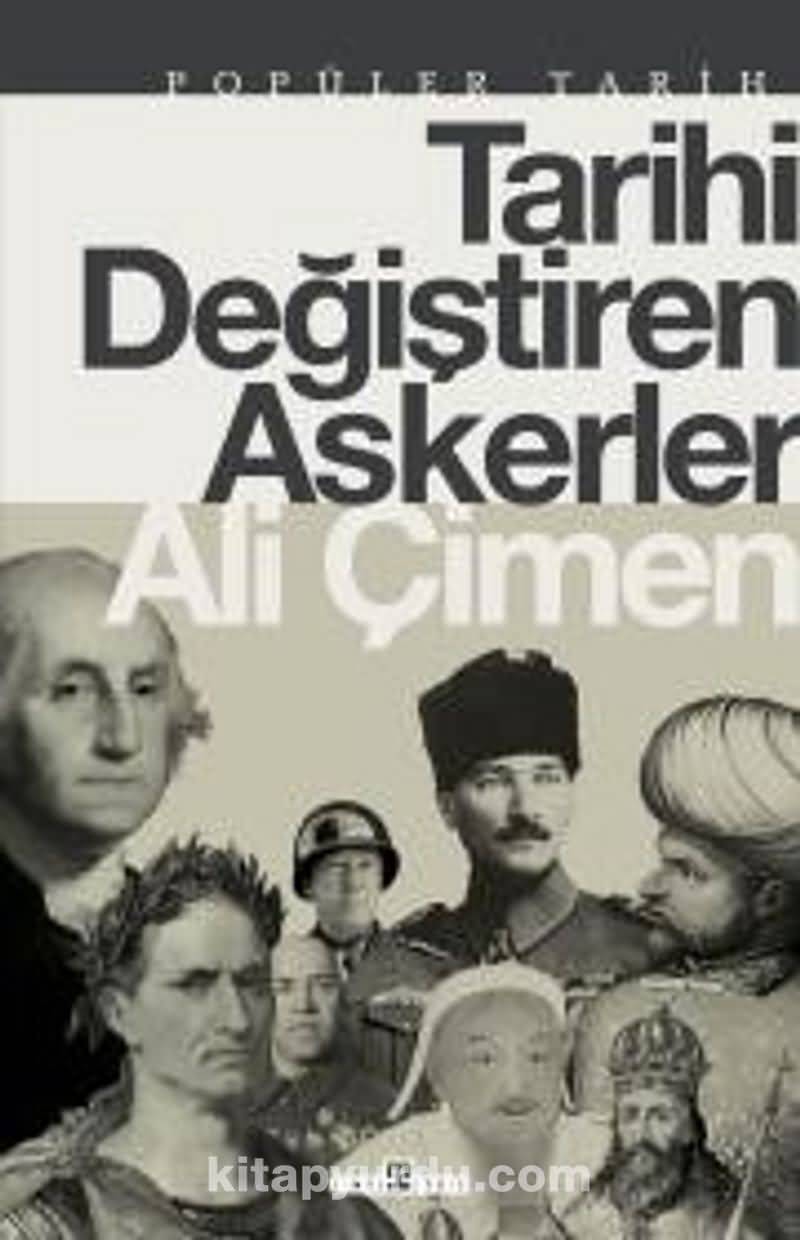 POPÜLER TARİH
Tarihi
Değiştiren
Askerler
Ali Çimen
kitapyurdu.com